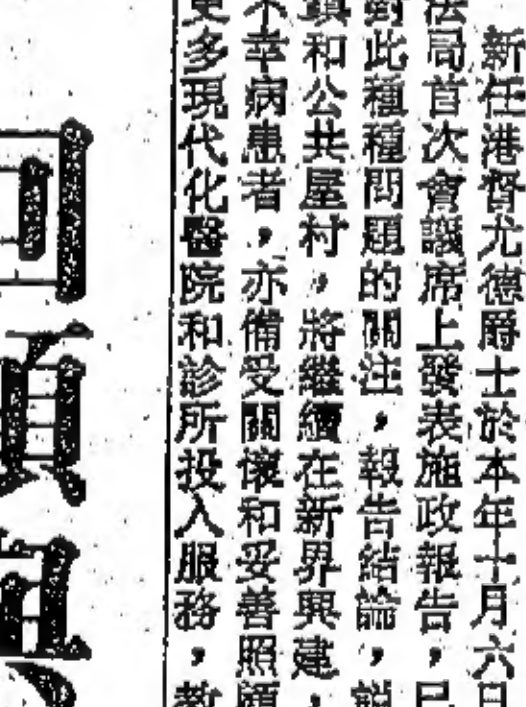 新任港督尤德爵士於本年十月六日
法局首次會議席上發表施政報告，已
對此種種問題的關注，報告結論，説
鎮和公共屋村，將繼續在新界興建，
不幸病患者，亦備受關懷和妥善照顧
更多現代化醫院和診所投入服務，教
回顧與